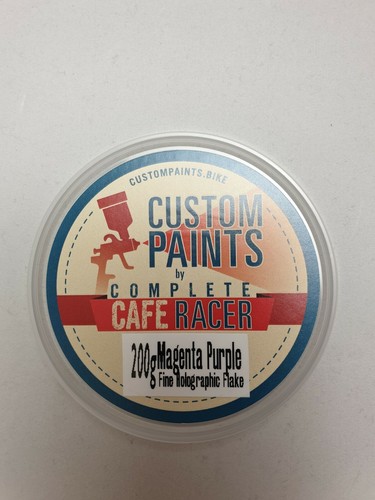 CUSTOMPAINTS.BIKE
CUSTOM
PAINTS
by
COMPLETE
CAFE RACER
200g Magenta Purple
Fine Holographic Flake